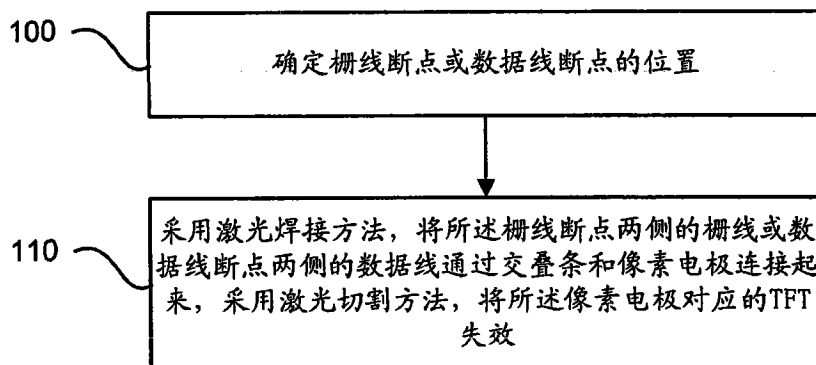 100
确定栅线断点或数据线断点的位置
110
采用激光焊接方法，将所述栅线断点两侧的栅线或数
据线断点两侧的数据线通过交叠条和像素电极连接起
来，采用激光切割方法，将所述像素电极对应的TFT
失效